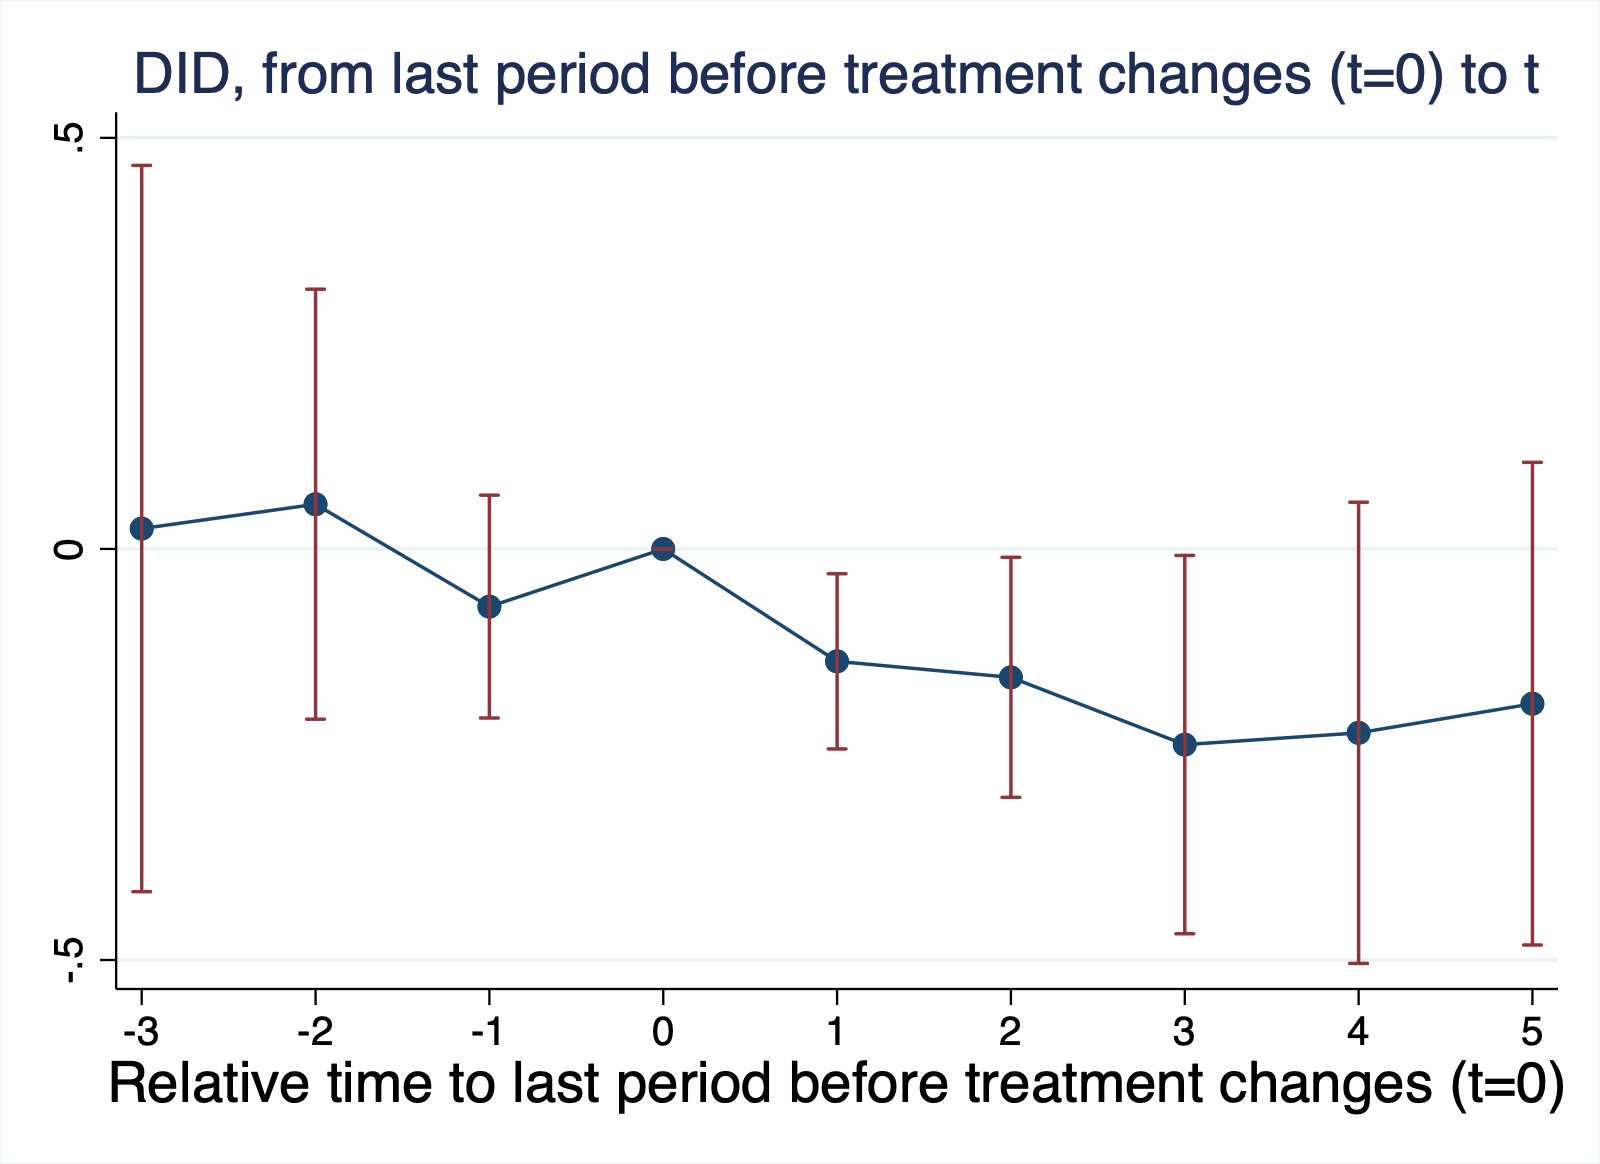 DID, from last period before treatment changes (t=0) to t
.5
0
-.5
-3 -2 -1 0 1 2 3 4 5
Relative time to last period before treatment changes (t=0)